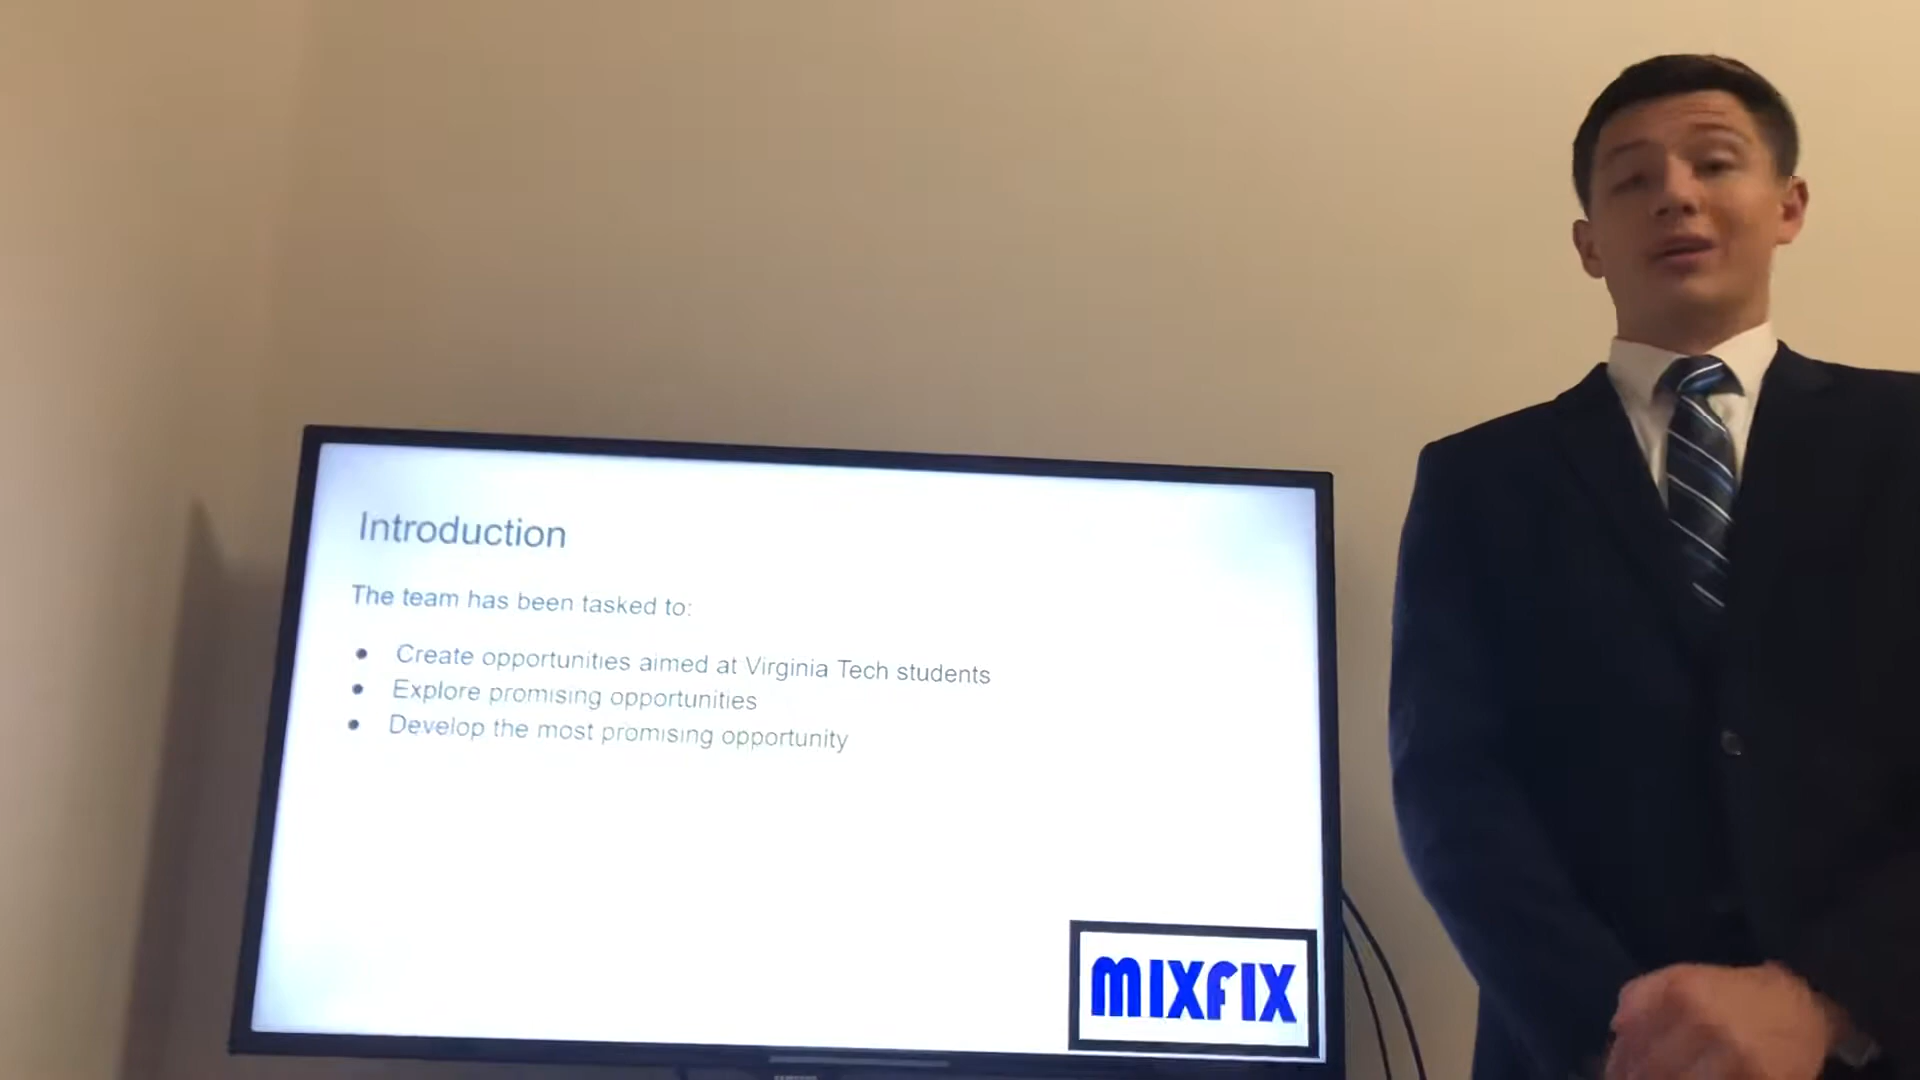 Introduction
The team has been tasked to:
● Create opportunities aimed at Virginia Tech students
● Explore promising opportunities
● Develop the most promising opportunity
MIXFIX